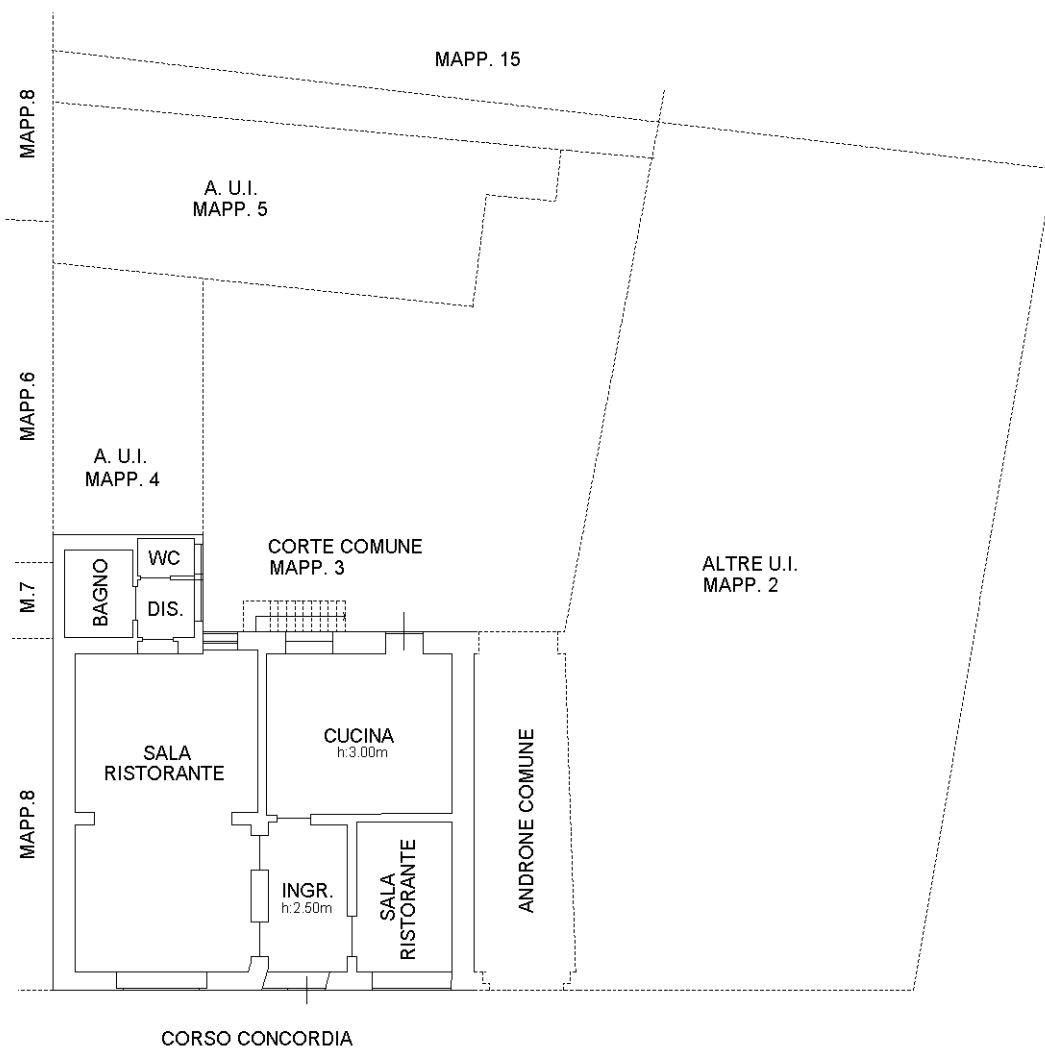 MAPP. 15
MAPP.8
A. U.I.
MAPP. 5
MAPP.6
A. U.I.
MAPP. 4
CORTE COMUNE
MAPP. 3
ALTRE U.I.
MAPP. 2
M.7
BAGNO
WC
DIS.
CUCINA
h:3.00m
SALA
RISTORANTE
MAPP.8
INGR.
h:2.50m
SALA
RISTORANTE
ANDRONE COMUNE
CORSO CONCORDIA